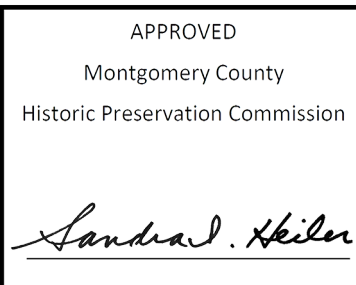 APPROVED
Montgomery County
Historic Preservation Commission
Sandra I. Heiler